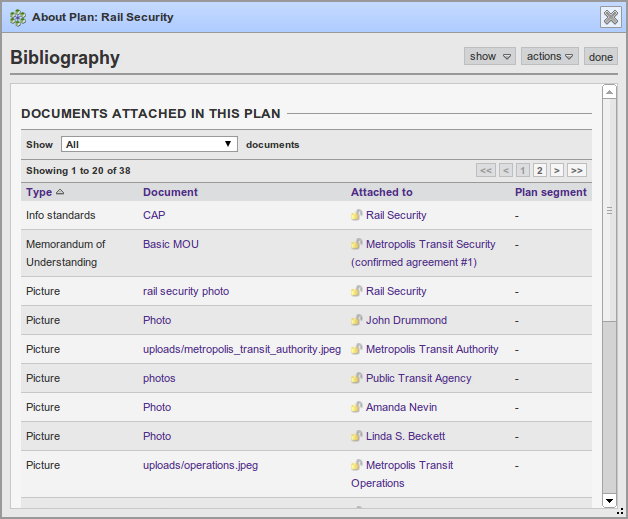 About Plan: Rail Security
Bibliography
show
actions
done
DOCUMENTS ATTACHED IN THIS PLAN
Show All documents
Showing 1 to 20 of 38 << < 1 2 > >>
Type Document Attached to Plan segment
Info standards CAP Rail Security -
Memorandum of Basic MOU Metropolis Transit Security -
Understanding (confirmed agreement #1)
Picture rail security photo Rail Security -
Picture Photo John Drummond -
Picture uploads/metropolis_transit_authority.jpeg Metropolis Transit Authority -
Picture photos Public Transit Agency -
Picture Photo Amanda Nevin -
Picture Photo Linda S. Beckett -
Picture uploads/operations.jpeg Metropolis Transit -
Operations